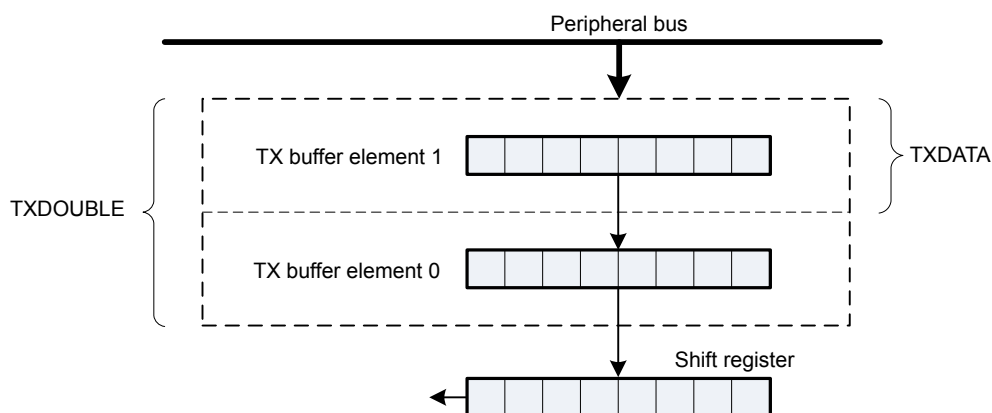 Peripheral bus
TX buffer element 1
TXDATA
TXDOUBLE
TX buffer element 0
Shift register